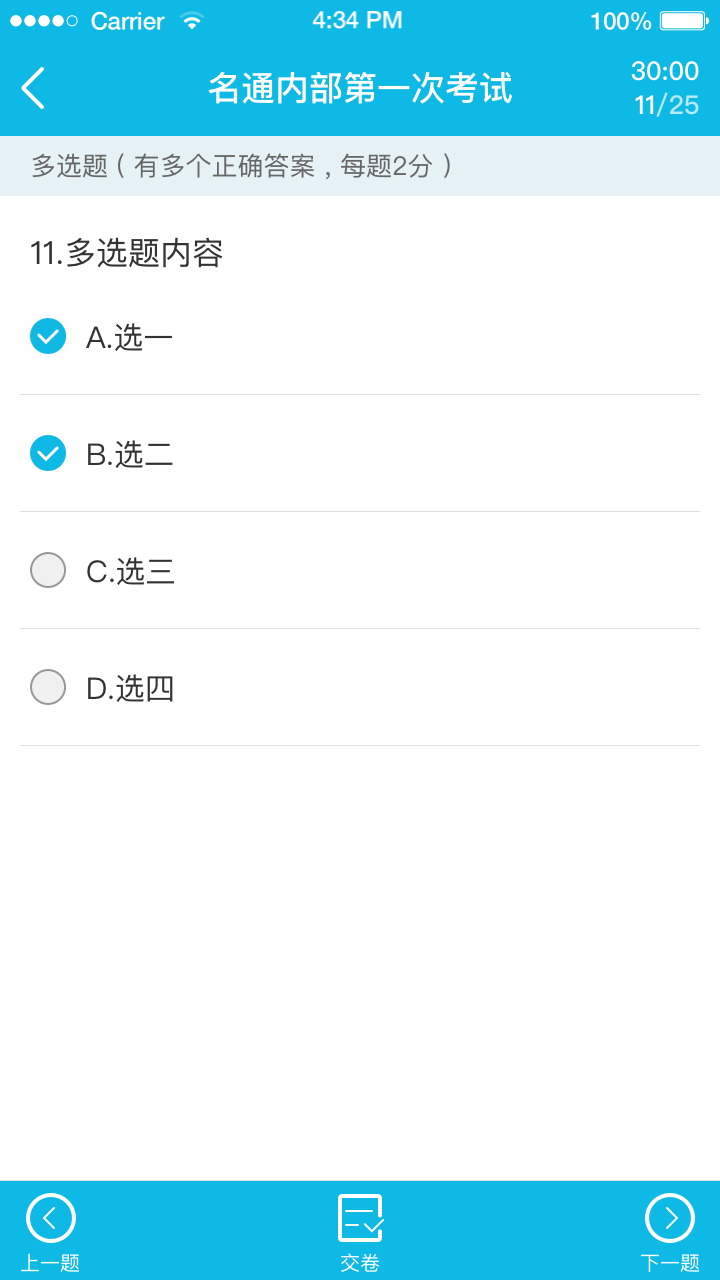 Carrier 4:34 PM 100%
名通内部第一次考试
30:00
11/25
多选题（有多个正确答案，每题2分）
11.多选题内容
A.选一
B.选二
C.选三
D.选四
上一题 交卷 下一题